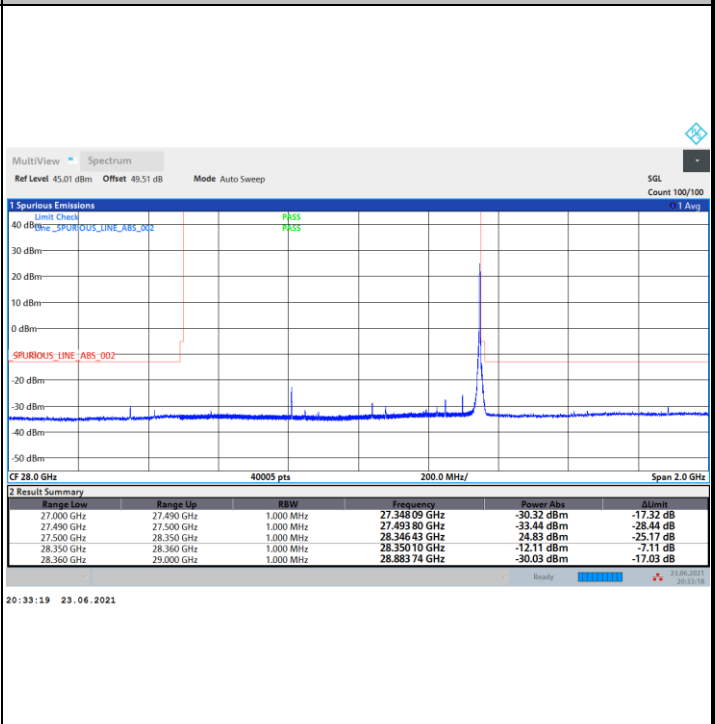 MultiView Spectrum
Ref Level 45.01 dBm Offset 49.51 dB Mode Auto Sweep SGL
Count 100/100
1 Spurious Emissions 1 Avg
Limit Check PASS
40 dBm Line _SPURIOUS_LINE_ABS_002 PASS
30 dBm
20 dBm
10 dBm
0 dBm
_SPURIOUS_LINE_ABS_002
-20 dBm
-30 dBm
-40 dBm
-50 dBm
CF 28.0 GHz 40005 pts 200.0 MHz/ Span 2.0 GHz
2 Result Summary
Range Low Range Up RBW Frequency Power Abs ΔLimit
27.000 GHz 27.490 GHz 1.000 MHz 27.348 09 GHz -30.32 dBm -17.32 dB
27.490 GHz 27.500 GHz 1.000 MHz 27.493 80 GHz -33.44 dBm -28.44 dB
27.500 GHz 28.350 GHz 1.000 MHz 28.346 43 GHz 24.83 dBm -25.17 dB
28.350 GHz 28.360 GHz 1.000 MHz 28.350 10 GHz -12.11 dBm -7.11 dB
28.360 GHz 29.000 GHz 1.000 MHz 28.883 74 GHz -30.03 dBm -17.03 dB
Ready 23.06.2021
20:33:18
20:33:19 23.06.2021